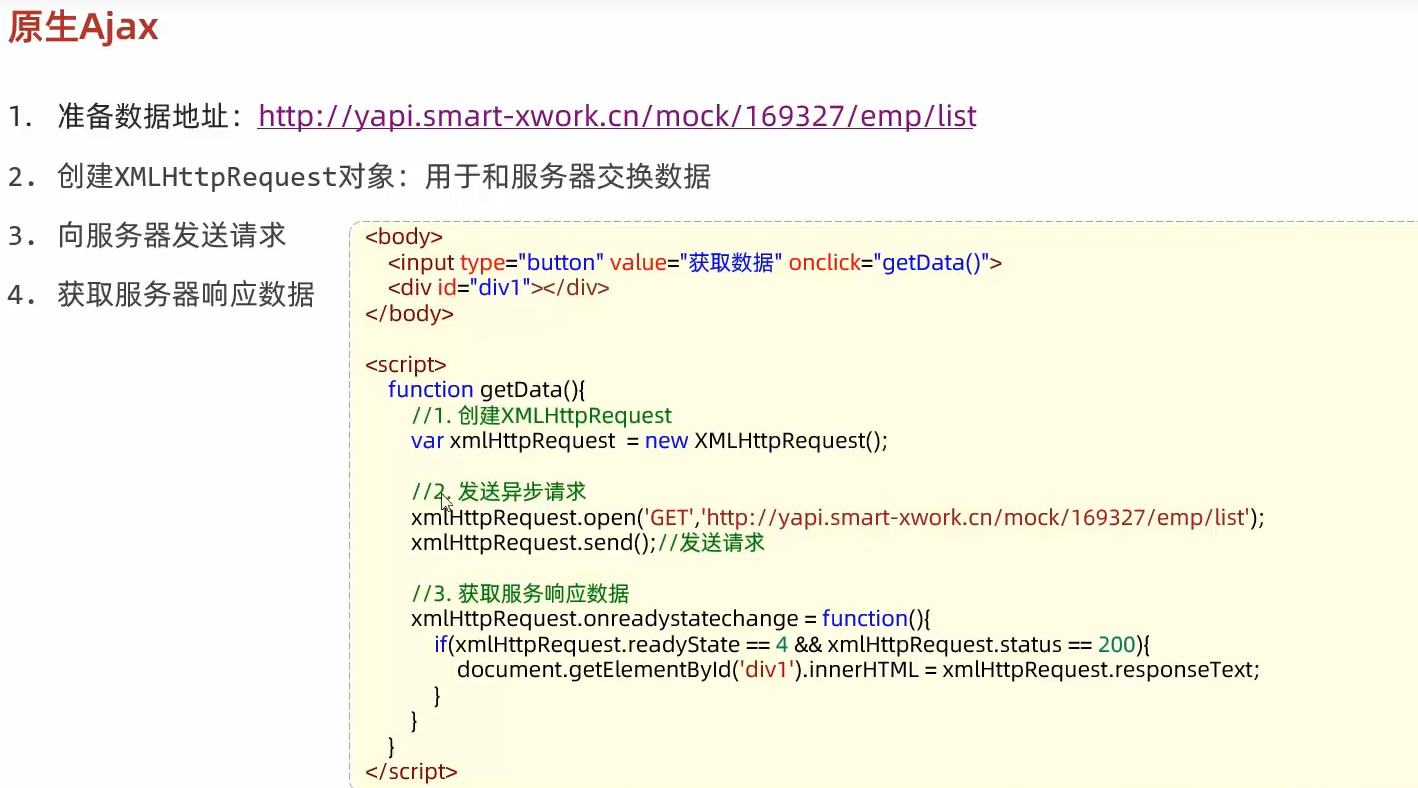 原生Ajax
1. 准备数据地址：http://yapi.smart-xwork.cn/mock/169327/emp/list
2. 创建XMLHttpRequest对象：用于和服务器交换数据
3. 向服务器发送请求
4. 获取服务器响应数据
<body>
<input type="button" value="获取数据" onclick="getData()">
<div id="div1"></div>
</body>
<script>
function getData(){
//1. 创建XMLHttpRequest
var xmlHttpRequest = new XMLHttpRequest();
//2. 发送异步请求
xmlHttpRequest.open('GET','http://yapi.smart-xwork.cn/mock/169327/emp/list');
xmlHttpRequest.send();//发送请求
//3. 获取服务响应数据
xmlHttpRequest.onreadystatechange = function(){
if(xmlHttpRequest.readyState == 4 && xmlHttpRequest.status == 200){
document.getElementById('div1').innerHTML = xmlHttpRequest.responseText;
}
}
}
</script>